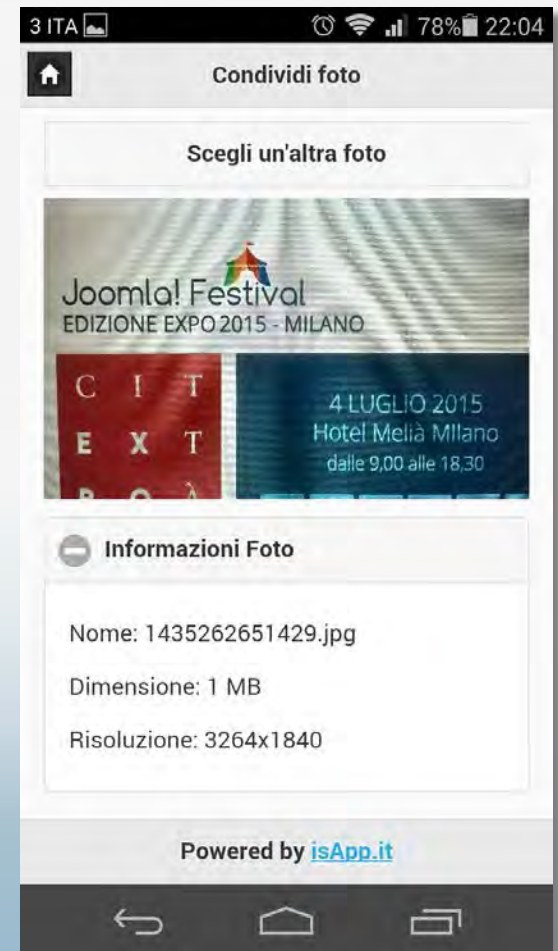 3 ITA 78% 22:04
Condividi foto
Scegli un'altra foto
Joomla! Festival
EDIZIONE EXPO 2015 - MILANO
C I T
E X T
P O À
4 LUGLIO 2015
Hotel Melià MIlano
dalle 9,00 alle 18,30
Informazioni Foto
Nome: 1435262651429.jpg
Dimensione: 1 MB
Risoluzione: 3264x1840
Powered by isApp.it